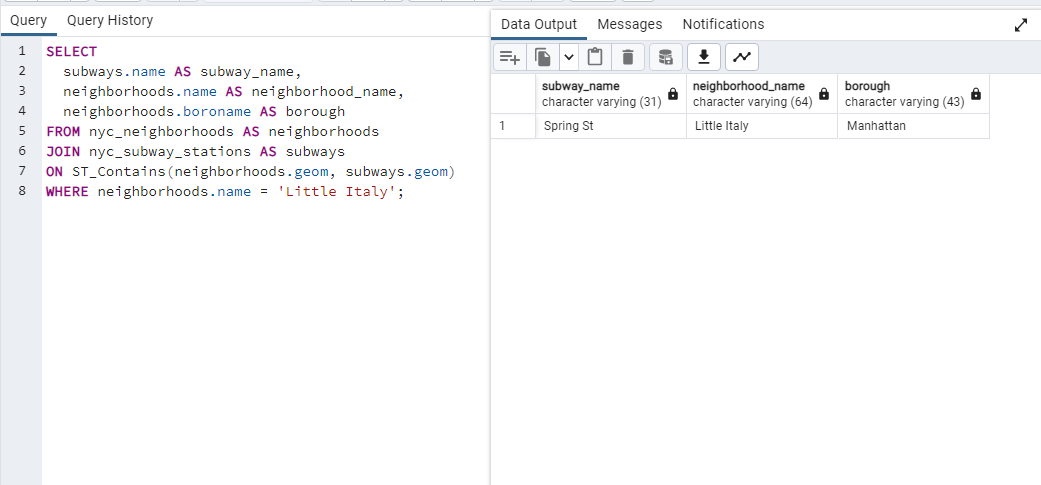 Query Query History
1 SELECT
2 subways.name AS subway_name,
3 neighborhoods.name AS neighborhood_name,
4 neighborhoods.boroname AS borough
5 FROM nyc_neighborhoods AS neighborhoods
6 JOIN nyc_subway_stations AS subways
7 ON ST_Contains(neighborhoods.geom, subways.geom)
8 WHERE neighborhoods.name = 'Little Italy';
Data Output Messages Notifications
subway_name neighborhood_name borough
character varying (31) character varying (64) character varying (43)
1 Spring St Little Italy Manhattan